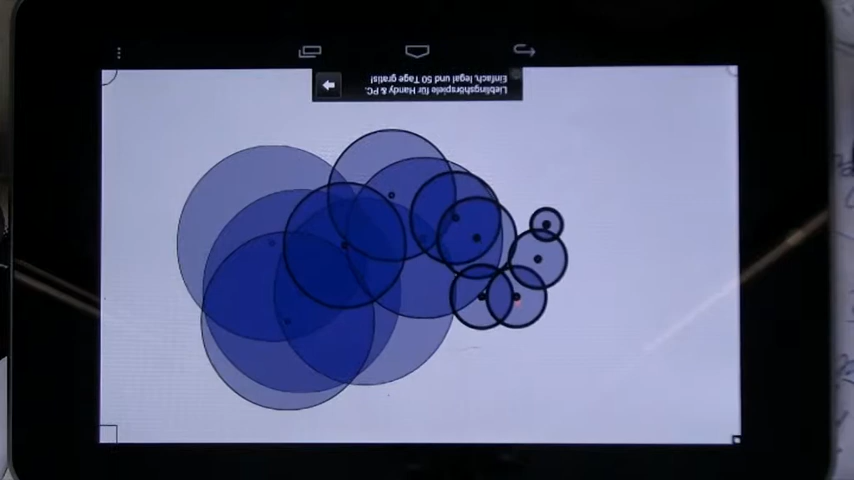 Lieblingshörspiele für Handy & PC.
Einfach, legal und 50 Tage gratis!